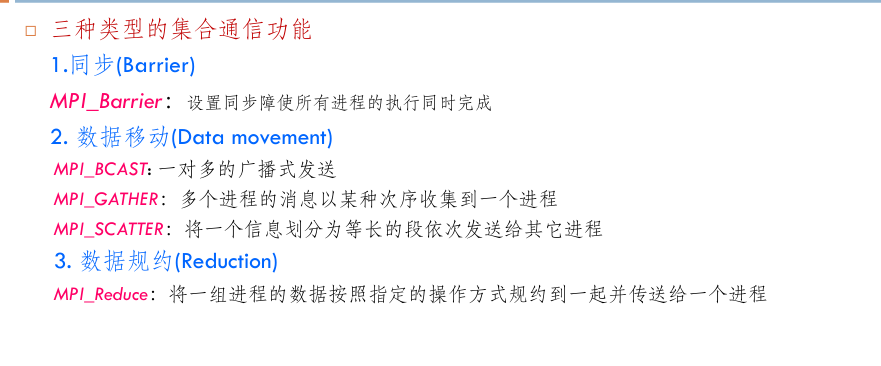 三种类型的集合通信功能
1.同步(Barrier)
MPI_Barrier：设置同步障使所有进程的执行同时完成
2. 数据移动(Data movement)
MPI_BCAST:一对多的广播式发送
MPI_GATHER：多个进程的消息以某种次序收集到一个进程
MPI_SCATTER：将一个信息划分为等长的段依次发送给其它进程
3. 数据规约(Reduction)
MPI_Reduce：将一组进程的数据按照指定的操作方式规约到一起并传送给一个进程